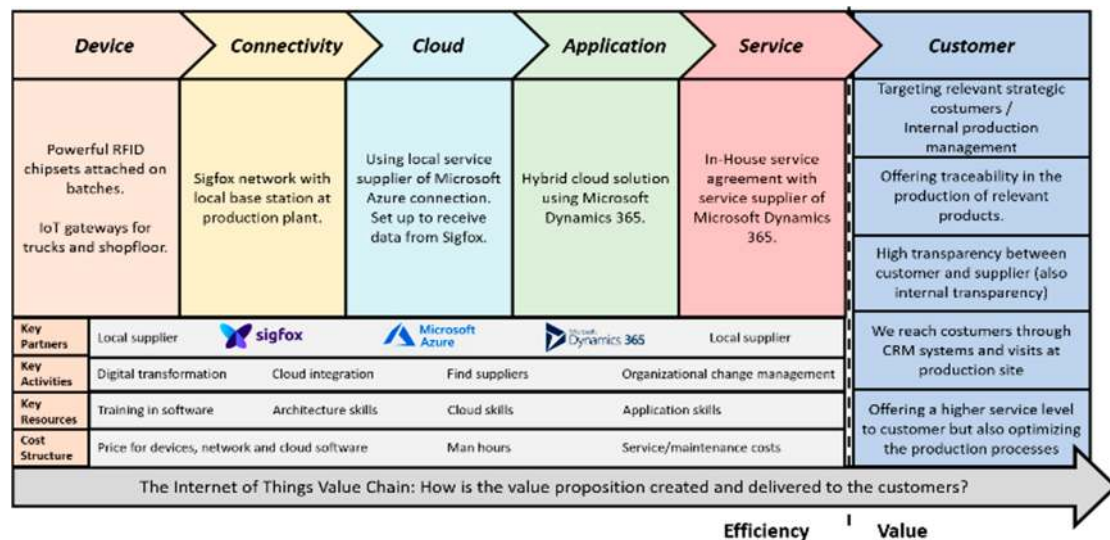 Device
Connectivity
Cloud
Application
Service
Customer
Powerful RFID
chipsets attached on
batches.
IoT gateways for
trucks and shopfloor.
Sigfox network with
local base station at
production plant.
Using local service
supplier of Microsoft
Azure connection.
Set up to receive
data from Sigfox.
Hybrid cloud solution
using Microsoft
Dynamics 365.
In-House service
agreement with
service supplier of
Microsoft Dynamics
365.
Targeting relevant strategic
costumers /
Internal production
management
Offering traceability in the
production of relevant
products.
High transparency between
customer and supplier (also
internal transparency)
We reach costumers through
CRM systems and visits at
production site
Offering a higher service level
to customer but also optimizing
the production processes
Key
Partners
Local supplier
sigfox
Microsoft
Azure
Microsoft
Dynamics 365
Local supplier
Key
Activities
Digital transformation
Cloud integration
Find suppliers
Organizational change management
Key
Resources
Training in software
Architecture skills
Cloud skills
Application skills
Cost
Structure
Price for devices, network and cloud software
Man hours
Service/maintenance costs
The Internet of Things Value Chain: How is the value proposition created and delivered to the customers?
Efficiency
Value